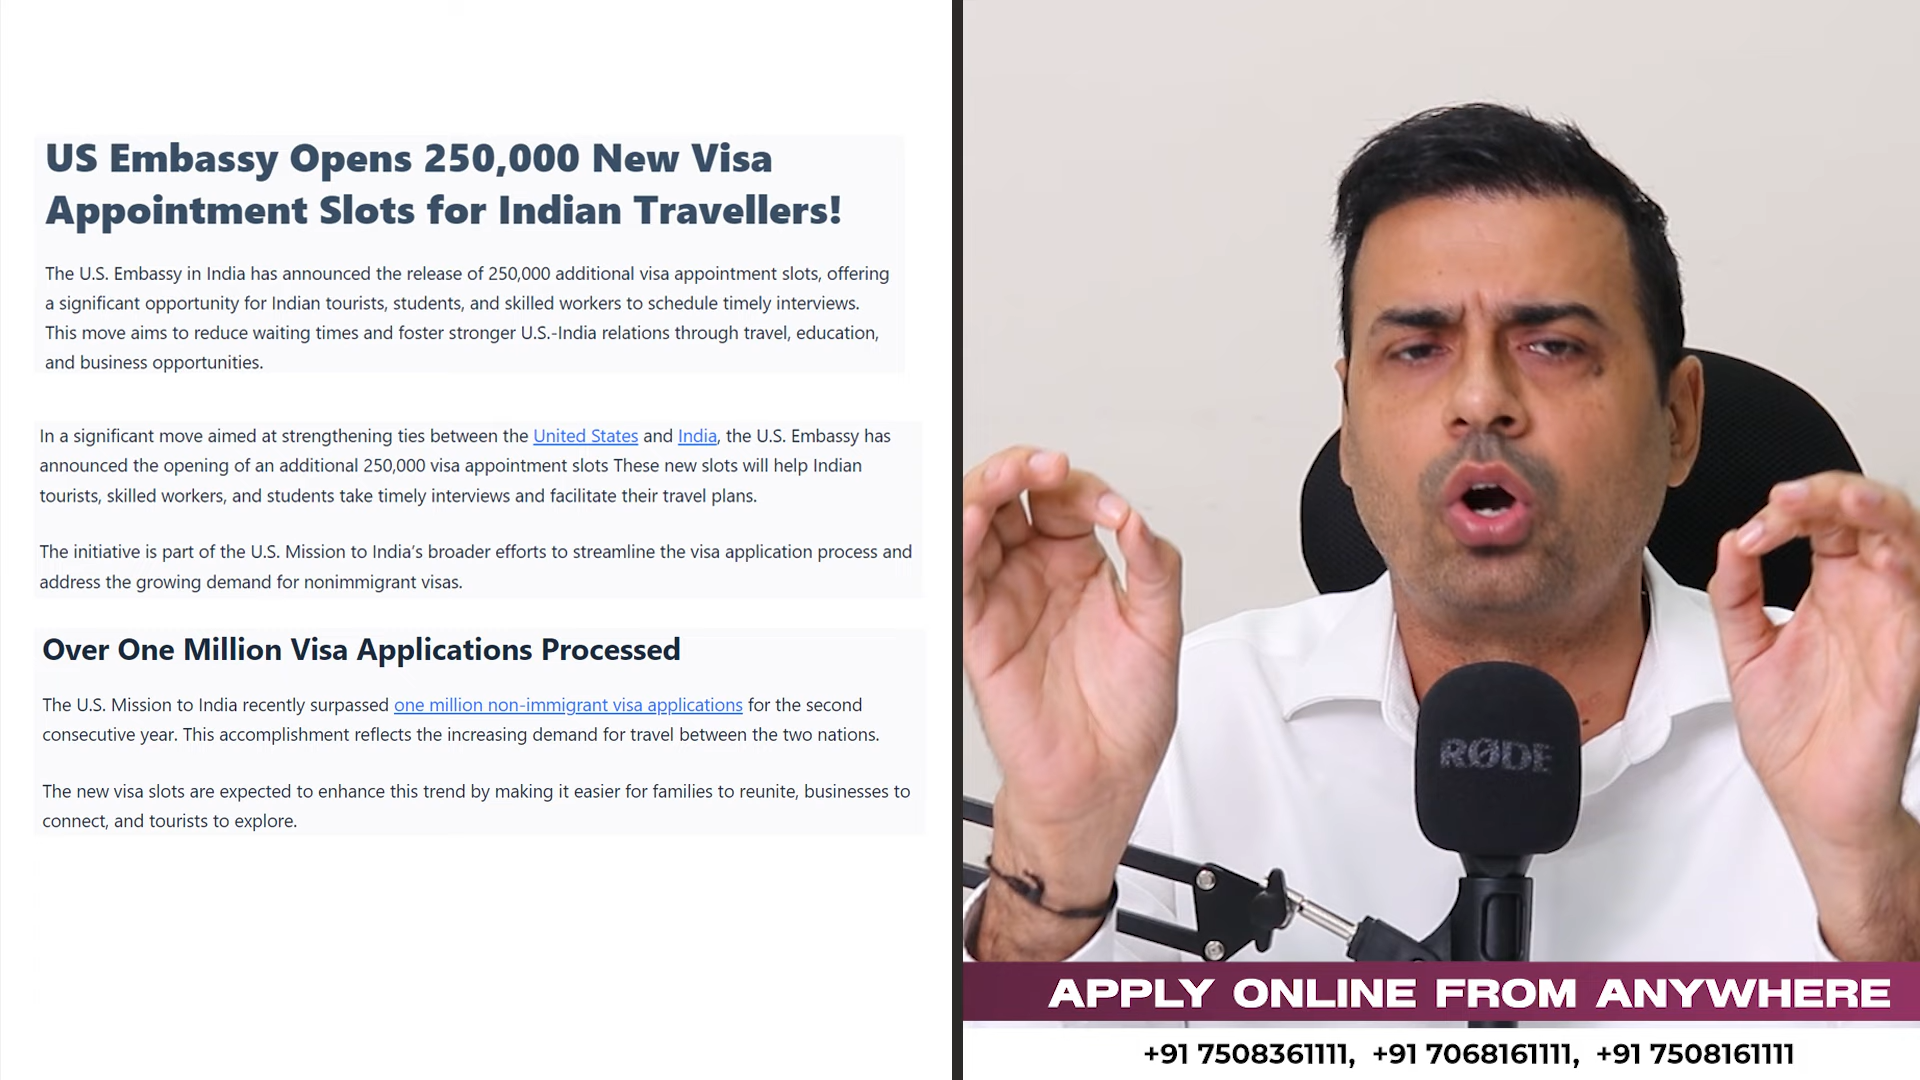 US Embassy Opens 250,000 New Visa
Appointment Slots for Indian Travellers!
The U.S. Embassy in India has announced the release of 250,000 additional visa appointment slots, offering
a significant opportunity for Indian tourists, students, and skilled workers to schedule timely interviews.
This move aims to reduce waiting times and foster stronger U.S.-India relations through travel, education,
and business opportunities.
In a significant move aimed at strengthening ties between the United States and India, the U.S. Embassy has
announced the opening of an additional 250,000 visa appointment slots These new slots will help Indian
tourists, skilled workers, and students take timely interviews and facilitate their travel plans.
The initiative is part of the U.S. Mission to India's broader efforts to streamline the visa application process and
address the growing demand for nonimmigrant visas.
Over One Million Visa Applications Processed
The U.S. Mission to India recently surpassed one million non-immigrant visa applications for the second
consecutive year. This accomplishment reflects the increasing demand for travel between the two nations.
The new visa slots are expected to enhance this trend by making it easier for families to reunite, businesses to
connect, and tourists to explore.
RØDE
APPLY ONLINE FROM ANYWHERE
+91 7508361111, +91 7068161111, +91 7508161111